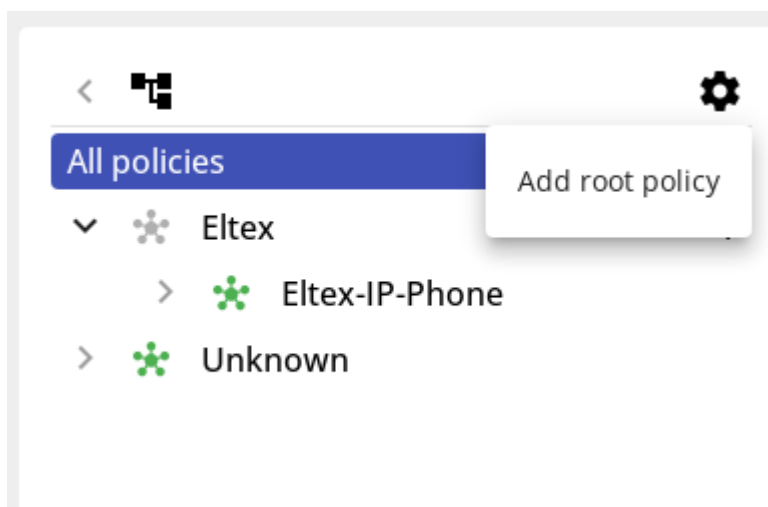 All policies
Add root policy
Eltex
Eltex-IP-Phone
Unknown